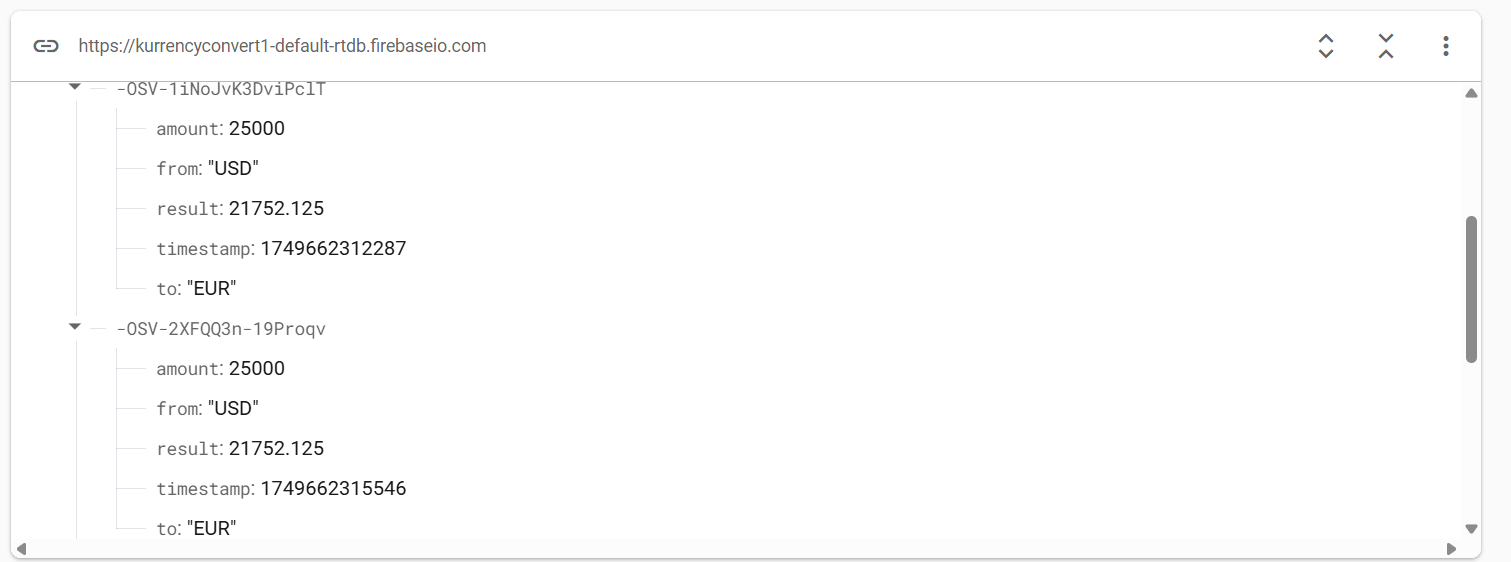 https://kurrencyconvert1-default-rtdb.firebaseio.com
-OSV-1iNoJvK3DviPclT
amount: 25000
from: "USD"
result: 21752.125
timestamp: 1749662312287
to: "EUR"
-OSV-2XFQQ3n-19Proqv
amount: 25000
from: "USD"
result: 21752.125
timestamp: 1749662315546
to: "EUR"